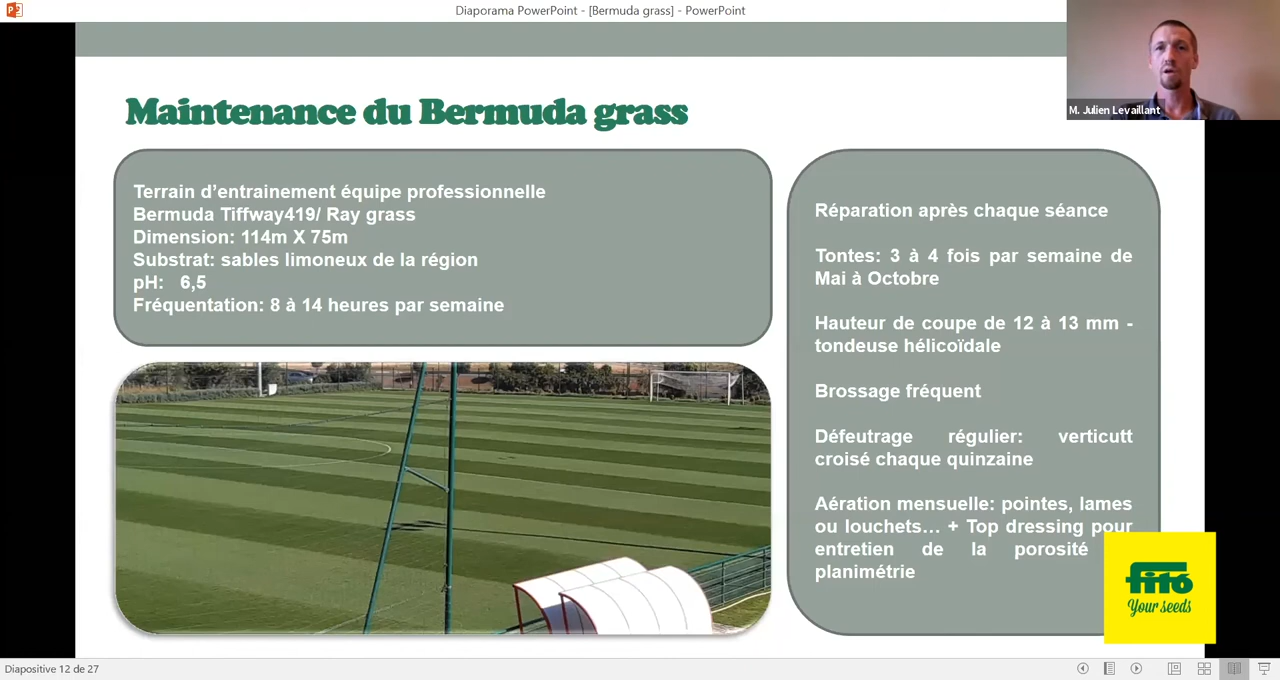 Diaporama PowerPoint - [Bermuda grass] - PowerPoint
M. Julien Levaillant
Maintenance du Bermuda grass
Terrain d’entrainement équipe professionnelle
Bermuda Tiffway419/ Ray grass
Dimension: 114m X 75m
Substrat: sables limoneux de la région
pH: 6,5
Fréquentation: 8 à 14 heures par semaine
Réparation après chaque séance
Tontes: 3 à 4 fois par semaine de
Mai à Octobre
Hauteur de coupe de 12 à 13 mm -
tondeuse hélicoïdale
Brossage fréquent
Défeutrage régulier: verticutt
croisé chaque quinzaine
Aération mensuelle: pointes, lames
ou louchets… + Top dressing pour
entretien de la porosité
planimétrie
fitó
Your seeds
Diapositive 12 de 27